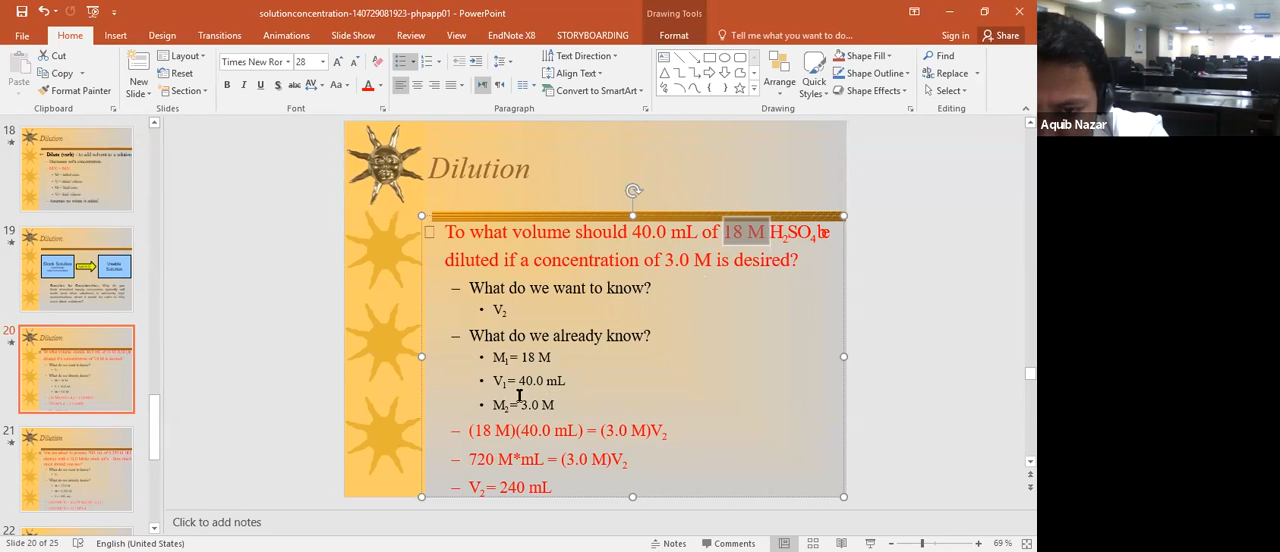 solutionconcentration-140729081923-phpapp01 - PowerPoint
Drawing Tools
File Home Insert Design Transitions Animations Slide Show Review View EndNote X8 STORYBOARDING Format Tell me what you want to do... Sign in Share
Paste
Cut
Copy
Format Painter
Clipboard
New Slide
Layout
Reset
Section
Slides
Times New Ror 28
B I U S abc AV Aa A
Font
Text Direction
Align Text
Convert to SmartArt
Paragraph
Arrange
Quick Styles
Shape Fill
Shape Outline
Shape Effects
Drawing
Find
Replace
Select
Editing
Aquib Nazar
18
Dilution
19
Dilution
20
21
22
Dilution
To what volume should 40.0 mL of 18 M H₂SO₄ be
diluted if a concentration of 3.0 M is desired?
– What do we want to know?
• V₂
– What do we already know?
• M₁= 18 M
• V₁= 40.0 mL
• M₂= 3.0 M
– (18 M)(40.0 mL) = (3.0 M)V₂
– 720 M*mL = (3.0 M)V₂
– V₂= 240 mL
Click to add notes
Slide 20 of 25 English (United States) Notes Comments 69 %